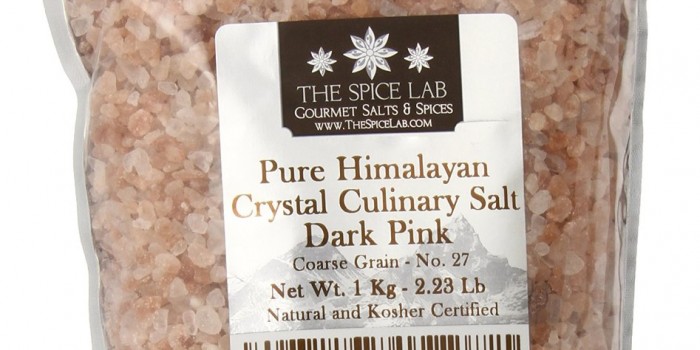 THE SPICE LAB
GOURMET SALTS & SPICES
WWW.THESPICELAB.COM
Pure Himalayan
Crystal Culinary Salt
Dark Pink
Coarse Grain - No. 27
Net Wt. 1 Kg - 2.23 Lb
Natural and Kosher Certified